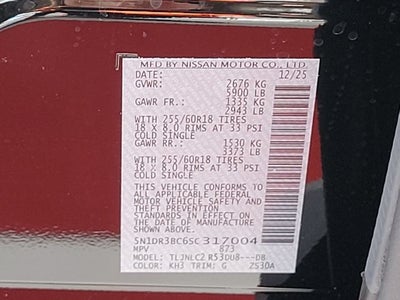 MFD BY NISSAN MOTOR CO., LTD.
DATE: 12/25
GVWR: 2676 KG
5900 LB
GAWR FR.: 1335 KG
2943 LB
WITH 255/60R18 TIRES
18 X 8.0 RIMS AT 33 PSI
COLD SINGLE
GAWR RR.: 1530 KG
3373 LB
WITH 255/60R18 TIRES
18 X 8.0 RIMS AT 33 PSI
COLD SINGLE
THIS VEHICLE CONFORMS TO
ALL APPLICABLE FEDERAL
MOTOR VEHICLE SAFETY AND
THEFT PREVENTION
STANDARDS IN EFFECT ON
THE DATE OF MANUFACTURE
SHOWN ABOVE.
5N1DR3BC6SC317004
MPV 873
MODEL: TLJNLC2 R53DU8---DB
COLOR: KH3 TRIM: G ZS30A